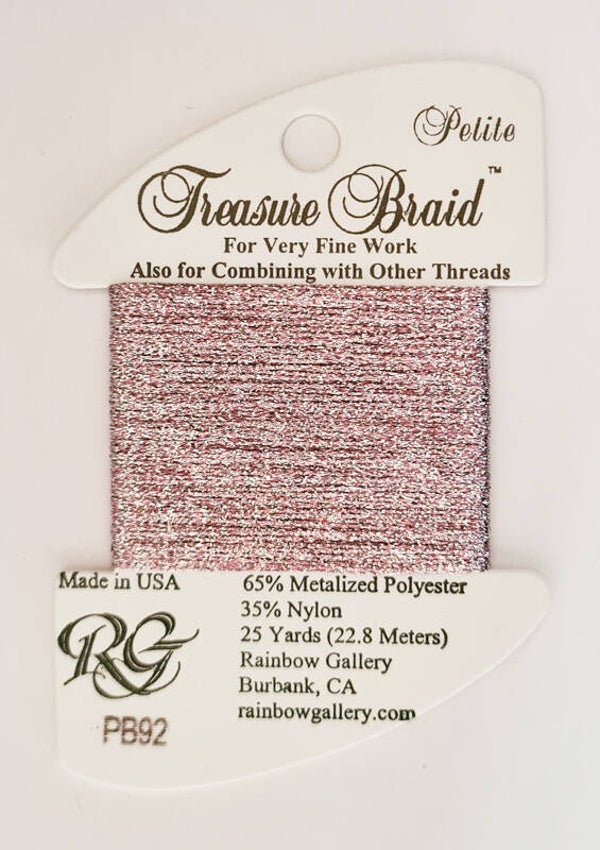 Petite
Treasure Braid™
For Very Fine Work
Also for Combining with Other Threads
Made in USA
RG
PB92
65% Metalized Polyester
35% Nylon
25 Yards (22.8 Meters)
Rainbow Gallery
Burbank, CA
rainbowgallery.com